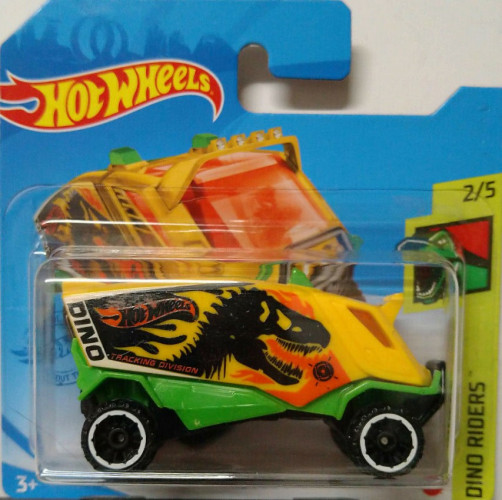 HOT WHEELS
2/5
HOT WHEELS
DINO
TRACKING DIVISION
DINO RIDERS
3+